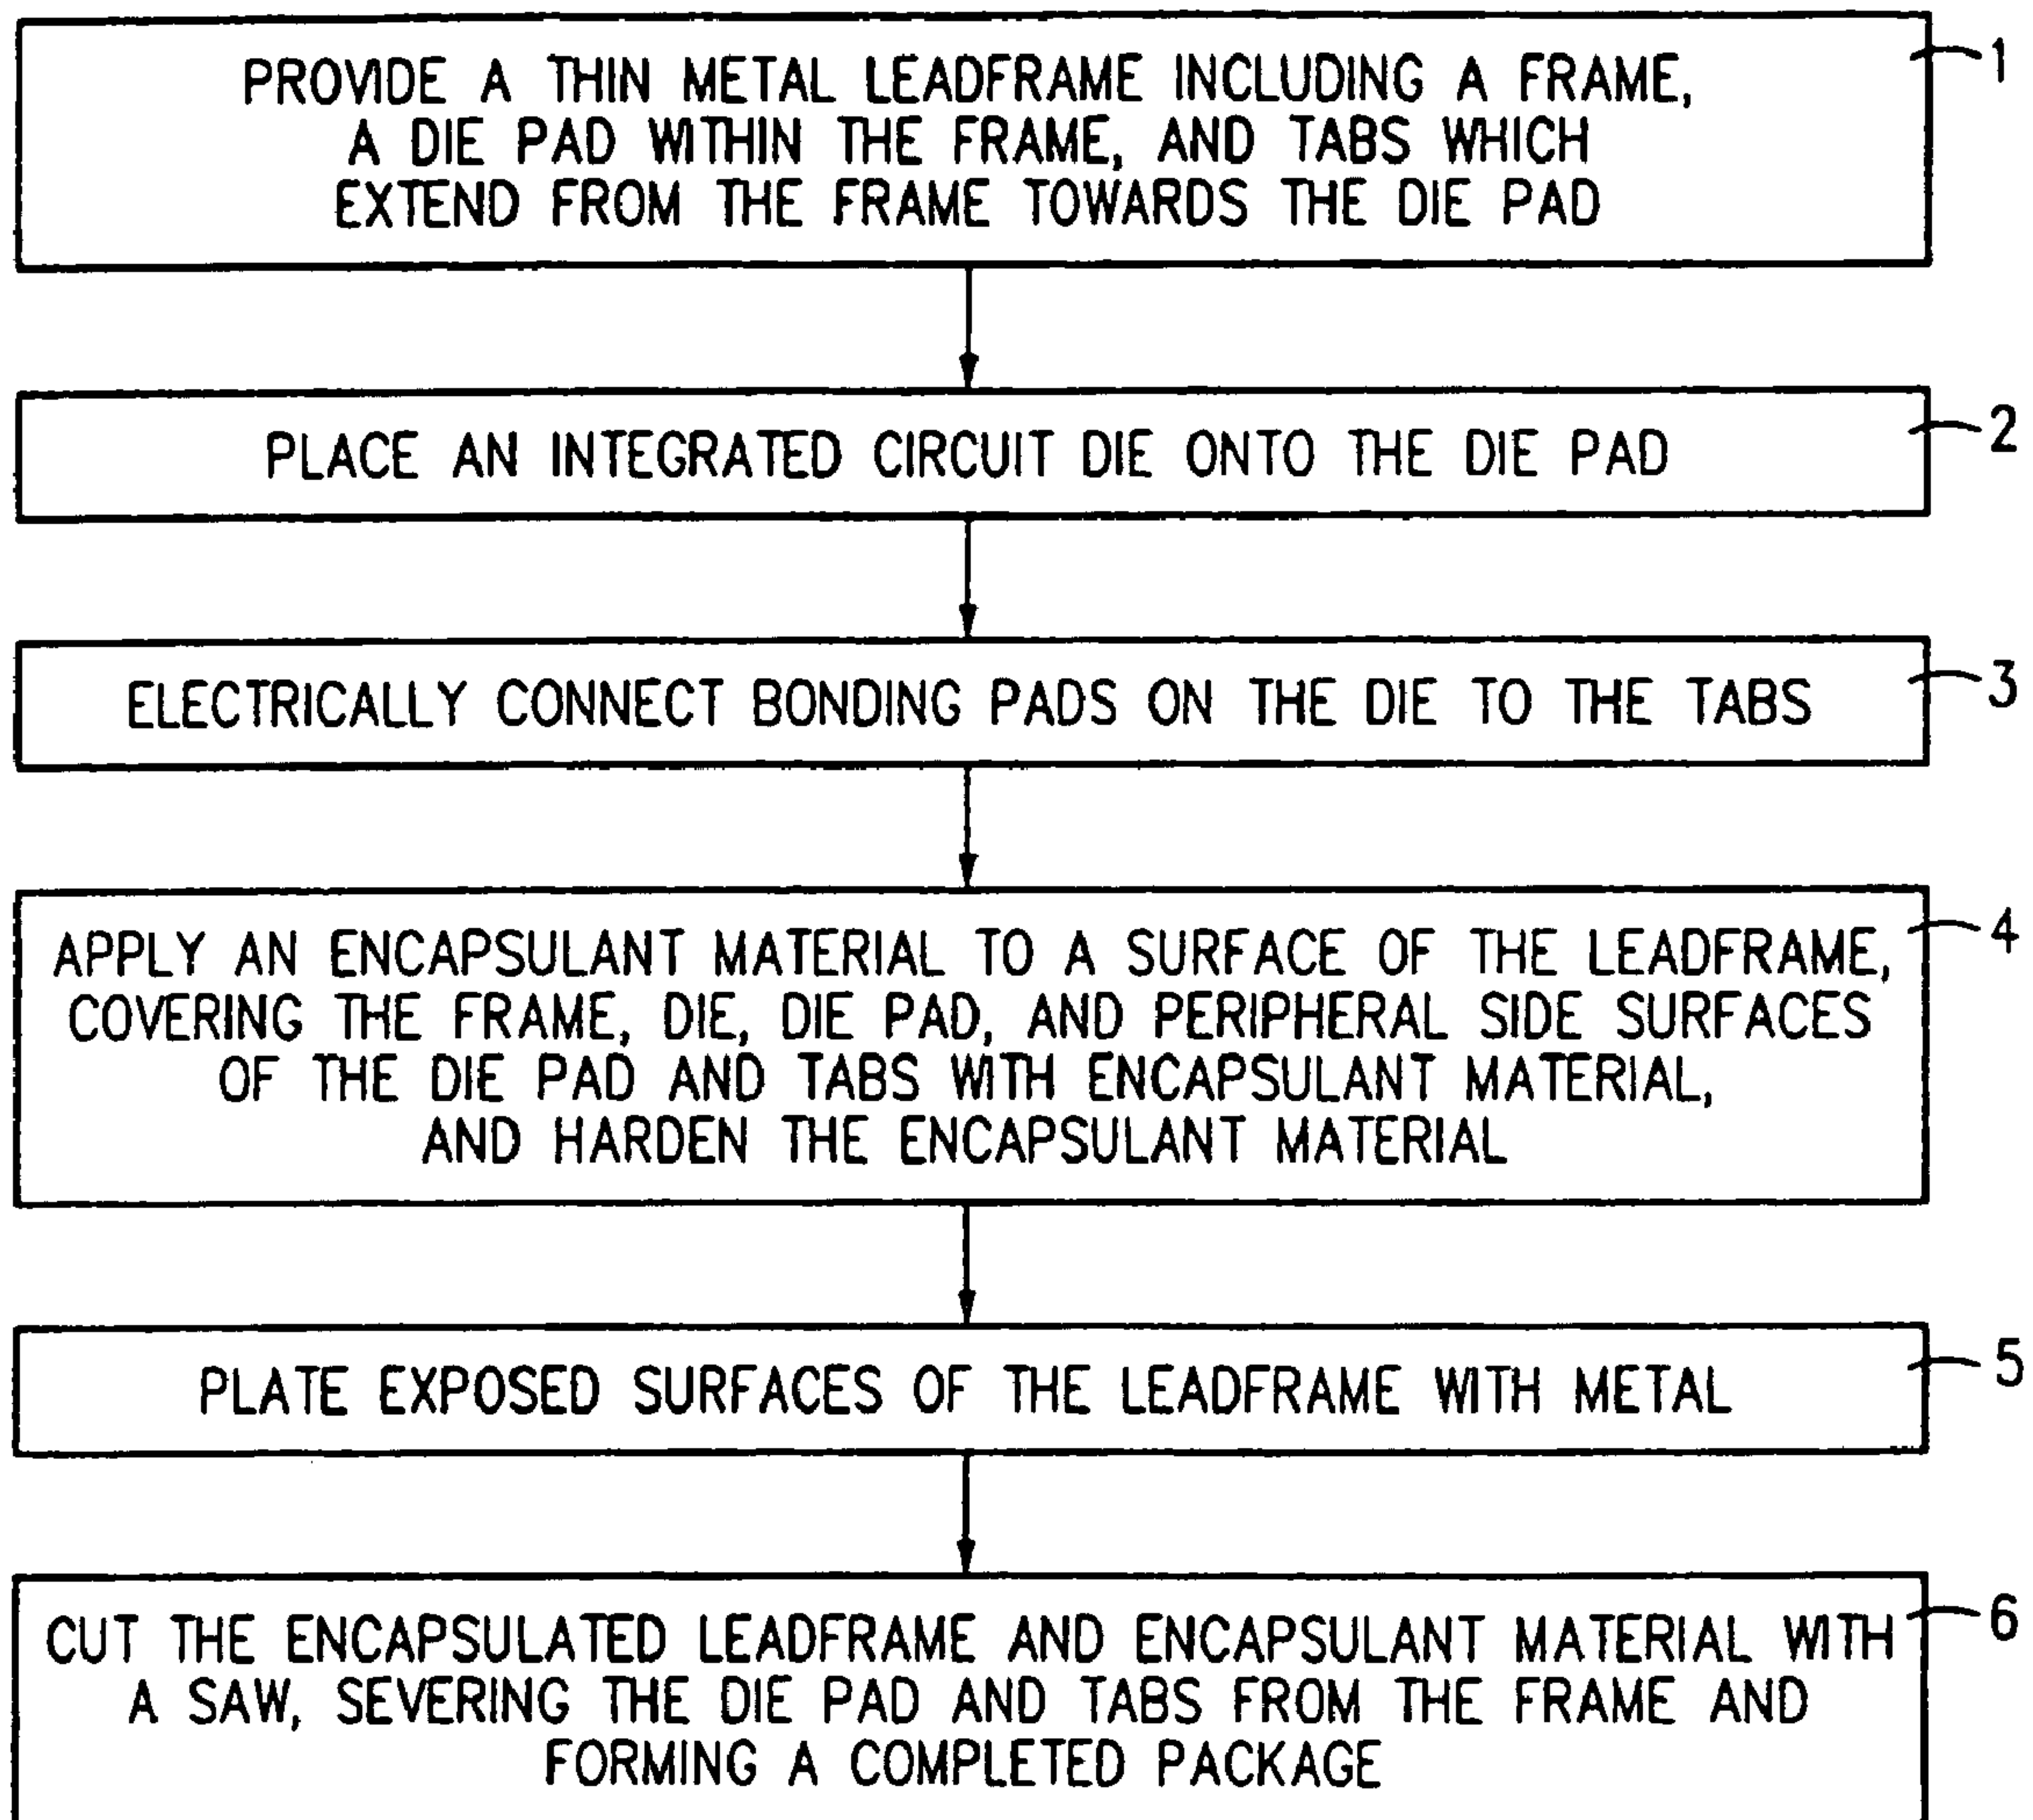 PROVIDE A THIN METAL LEADFRAME INCLUDING A FRAME,
A DIE PAD WITHIN THE FRAME, AND TABS WHICH
EXTEND FROM THE FRAME TOWARDS THE DIE PAD
1
PLACE AN INTEGRATED CIRCUIT DIE ONTO THE DIE PAD
2
ELECTRICALLY CONNECT BONDING PADS ON THE DIE TO THE TABS
3
APPLY AN ENCAPSULANT MATERIAL TO A SURFACE OF THE LEADFRAME,
COVERING THE FRAME, DIE, DIE PAD, AND PERIPHERAL SIDE SURFACES
OF THE DIE PAD AND TABS WITH ENCAPSULANT MATERIAL,
AND HARDEN THE ENCAPSULANT MATERIAL
4
PLATE EXPOSED SURFACES OF THE LEADFRAME WITH METAL
5
CUT THE ENCAPSULATED LEADFRAME AND ENCAPSULANT MATERIAL WITH
A SAW, SEVERING THE DIE PAD AND TABS FROM THE FRAME AND
FORMING A COMPLETED PACKAGE
6